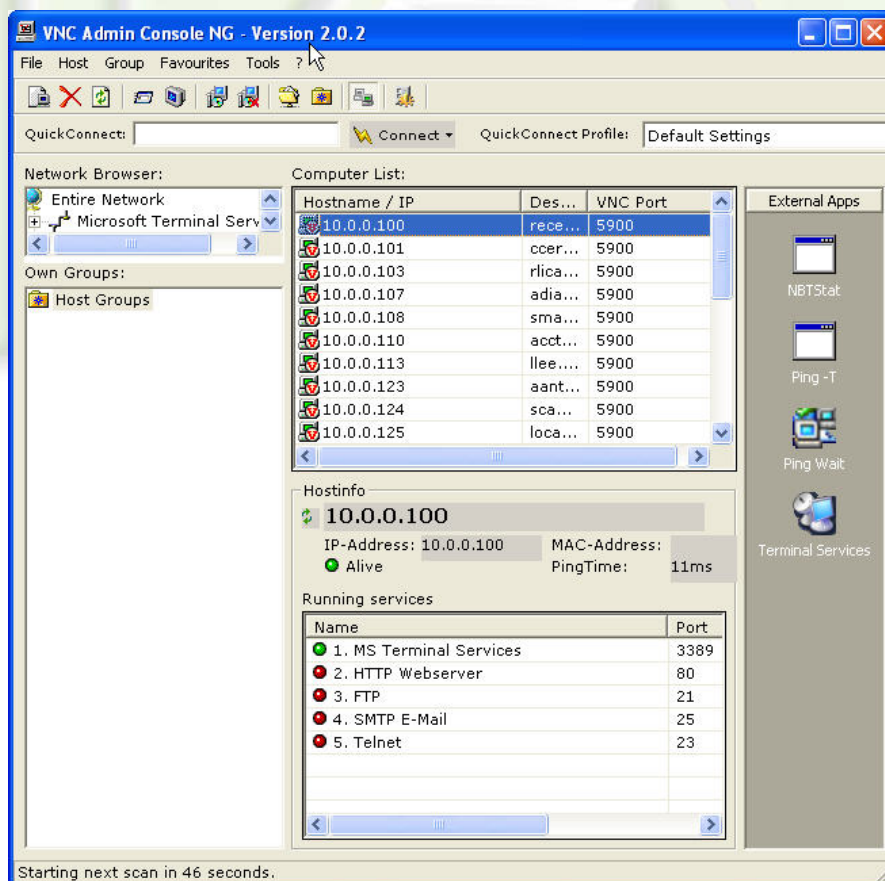 VNC Admin Console NG - Version 2.0.2
File Host Group Favourites Tools ?
QuickConnect: Connect QuickConnect Profile: Default Settings
Network Browser:
Entire Network
Microsoft Terminal Serv
Own Groups:
Host Groups
Computer List:
Hostname / IP Des... VNC Port
10.0.0.100 rece... 5900
10.0.0.101 ccer... 5900
10.0.0.103 rlica... 5900
10.0.0.107 adia... 5900
10.0.0.108 sma... 5900
10.0.0.110 acct... 5900
10.0.0.113 llee.... 5900
10.0.0.123 aant... 5900
10.0.0.124 sca... 5900
10.0.0.125 loca... 5900
Hostinfo
10.0.0.100
IP-Address: 10.0.0.100 MAC-Address:
Alive PingTime: 11ms
Running services
Name Port
1. MS Terminal Services 3389
2. HTTP Webserver 80
3. FTP 21
4. SMTP E-Mail 25
5. Telnet 23
External Apps
NBTStat
Ping -T
Ping Wait
Terminal Services
Starting next scan in 46 seconds.